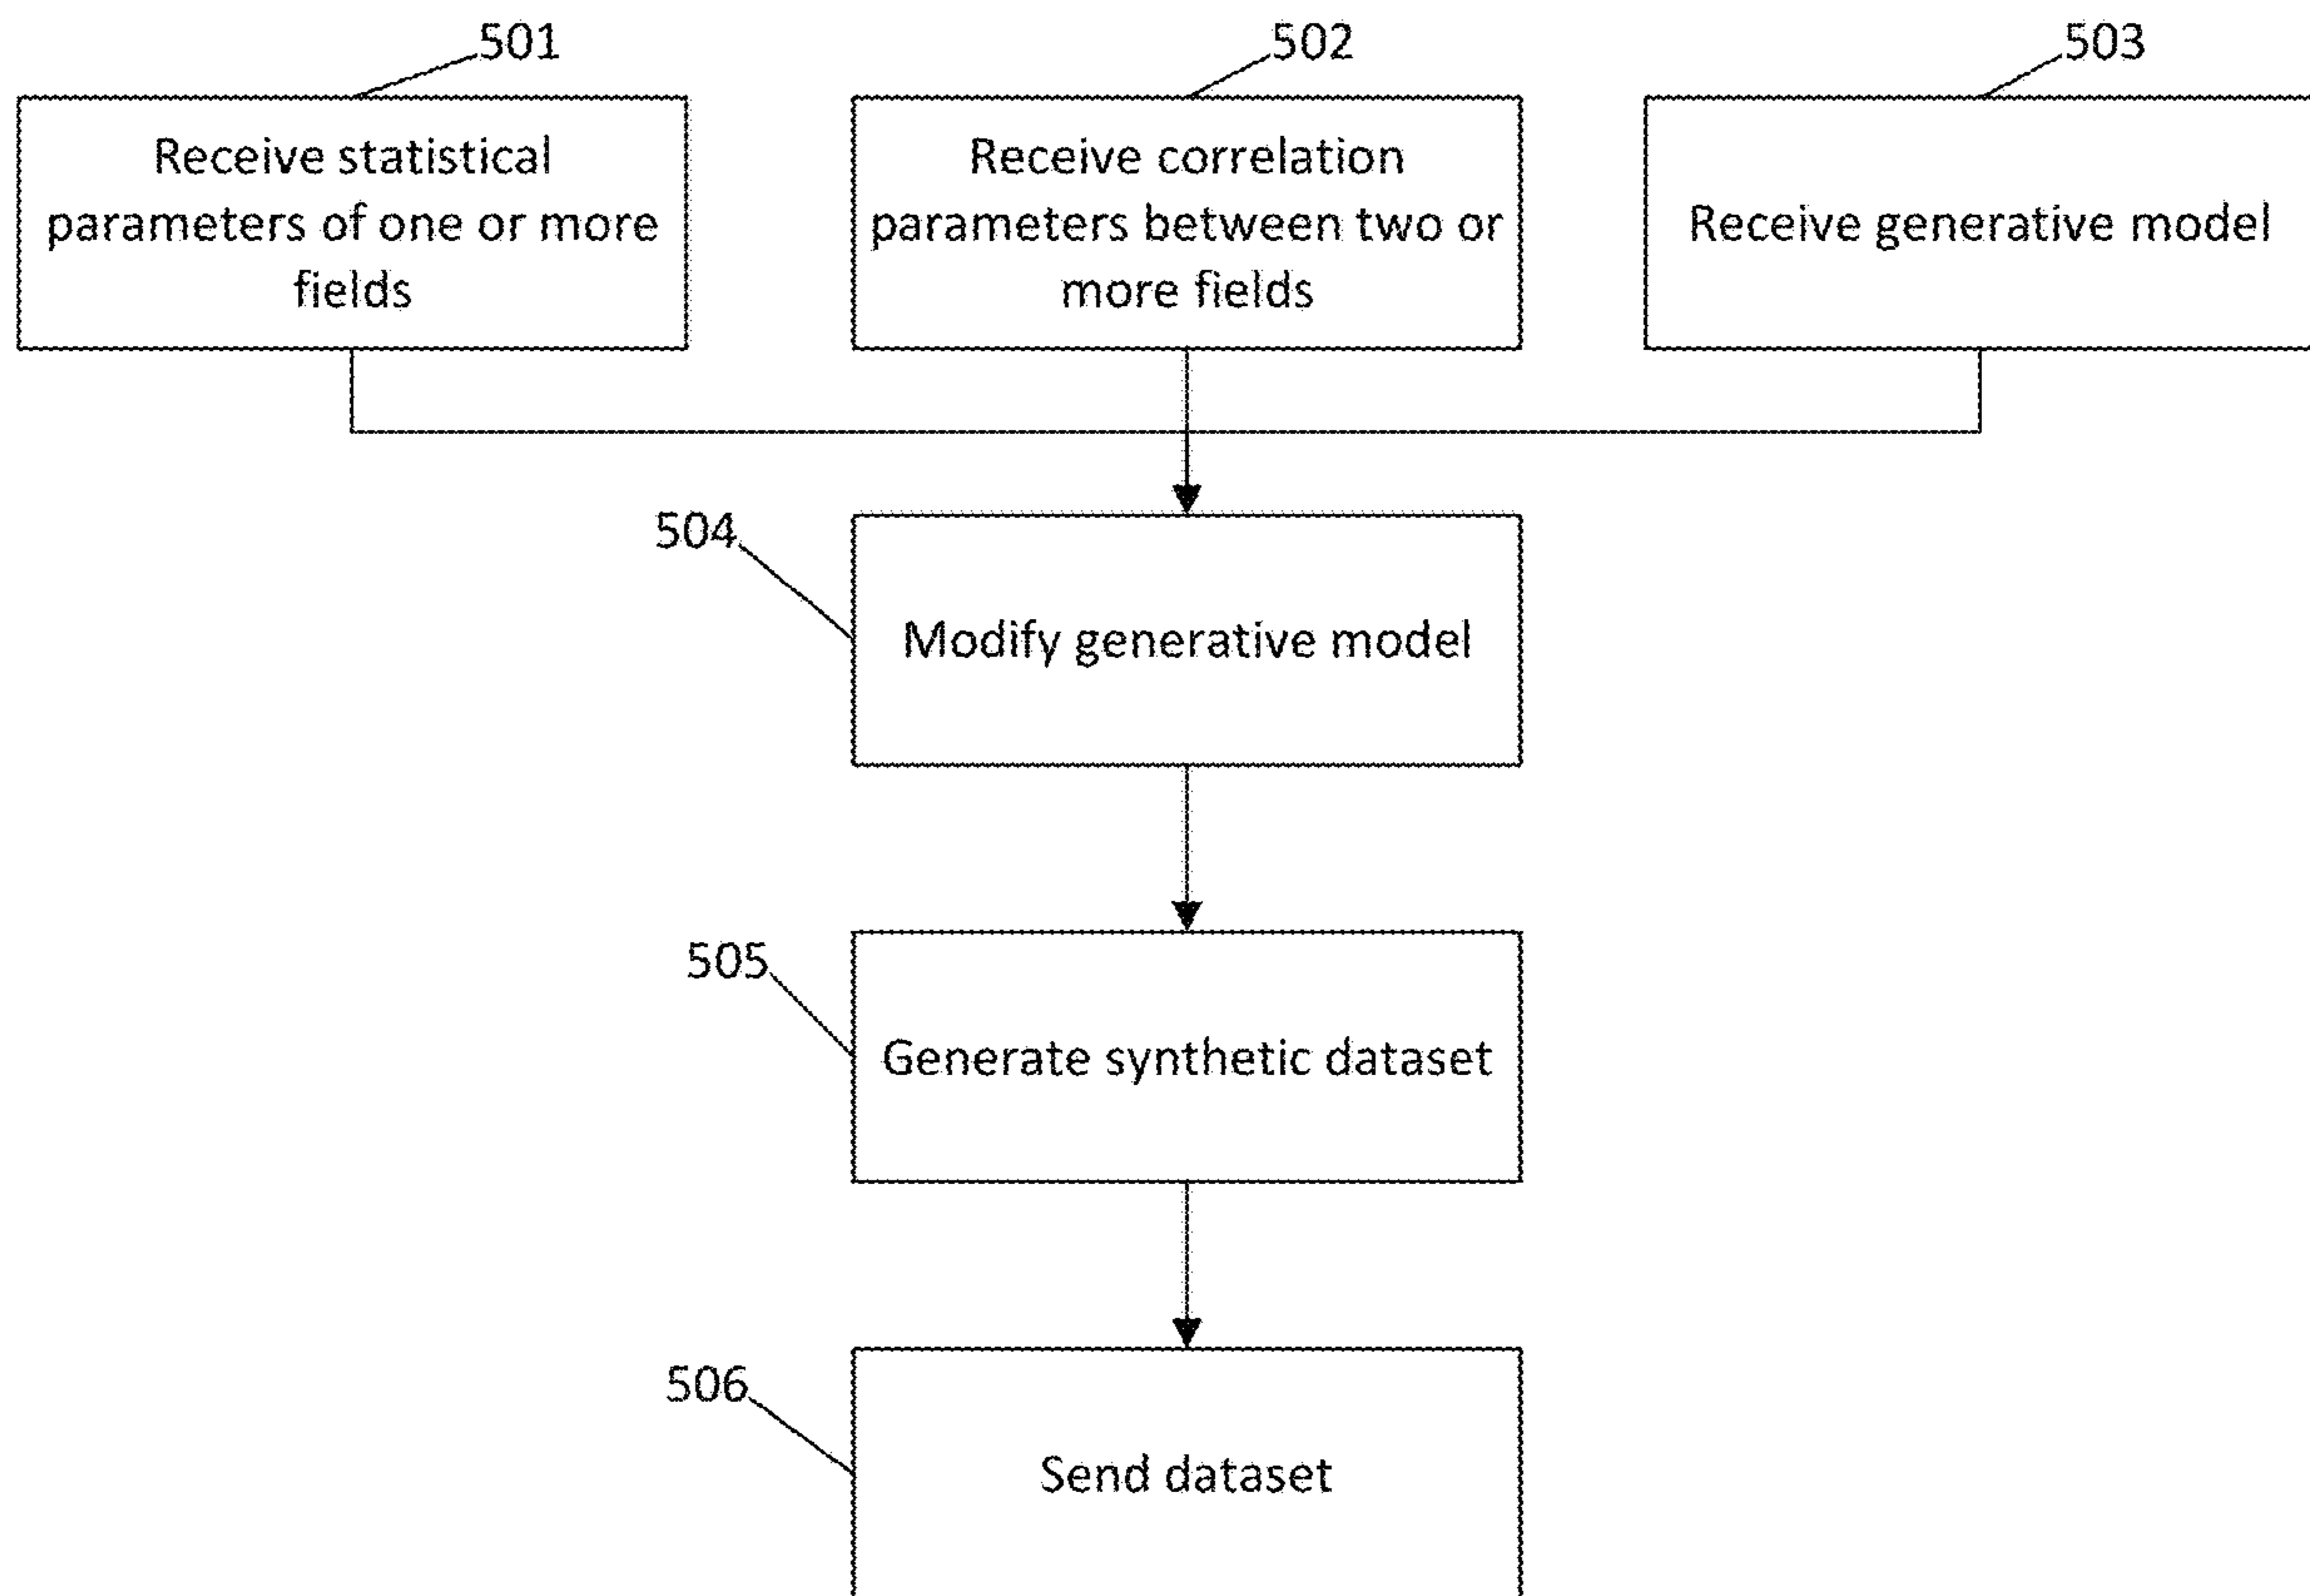 501
502
503
Receive statistical
parameters of one or more
fields
Receive correlation
parameters between two or
more fields
Receive generative model
504
Modify generative model
505
Generate synthetic dataset
506
Send dataset